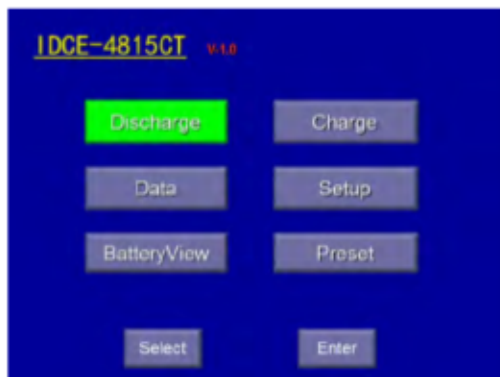 IDCE-4815CT V-1.0
Discharge Charge
Data Setup
BatteryView Preset
Select Enter